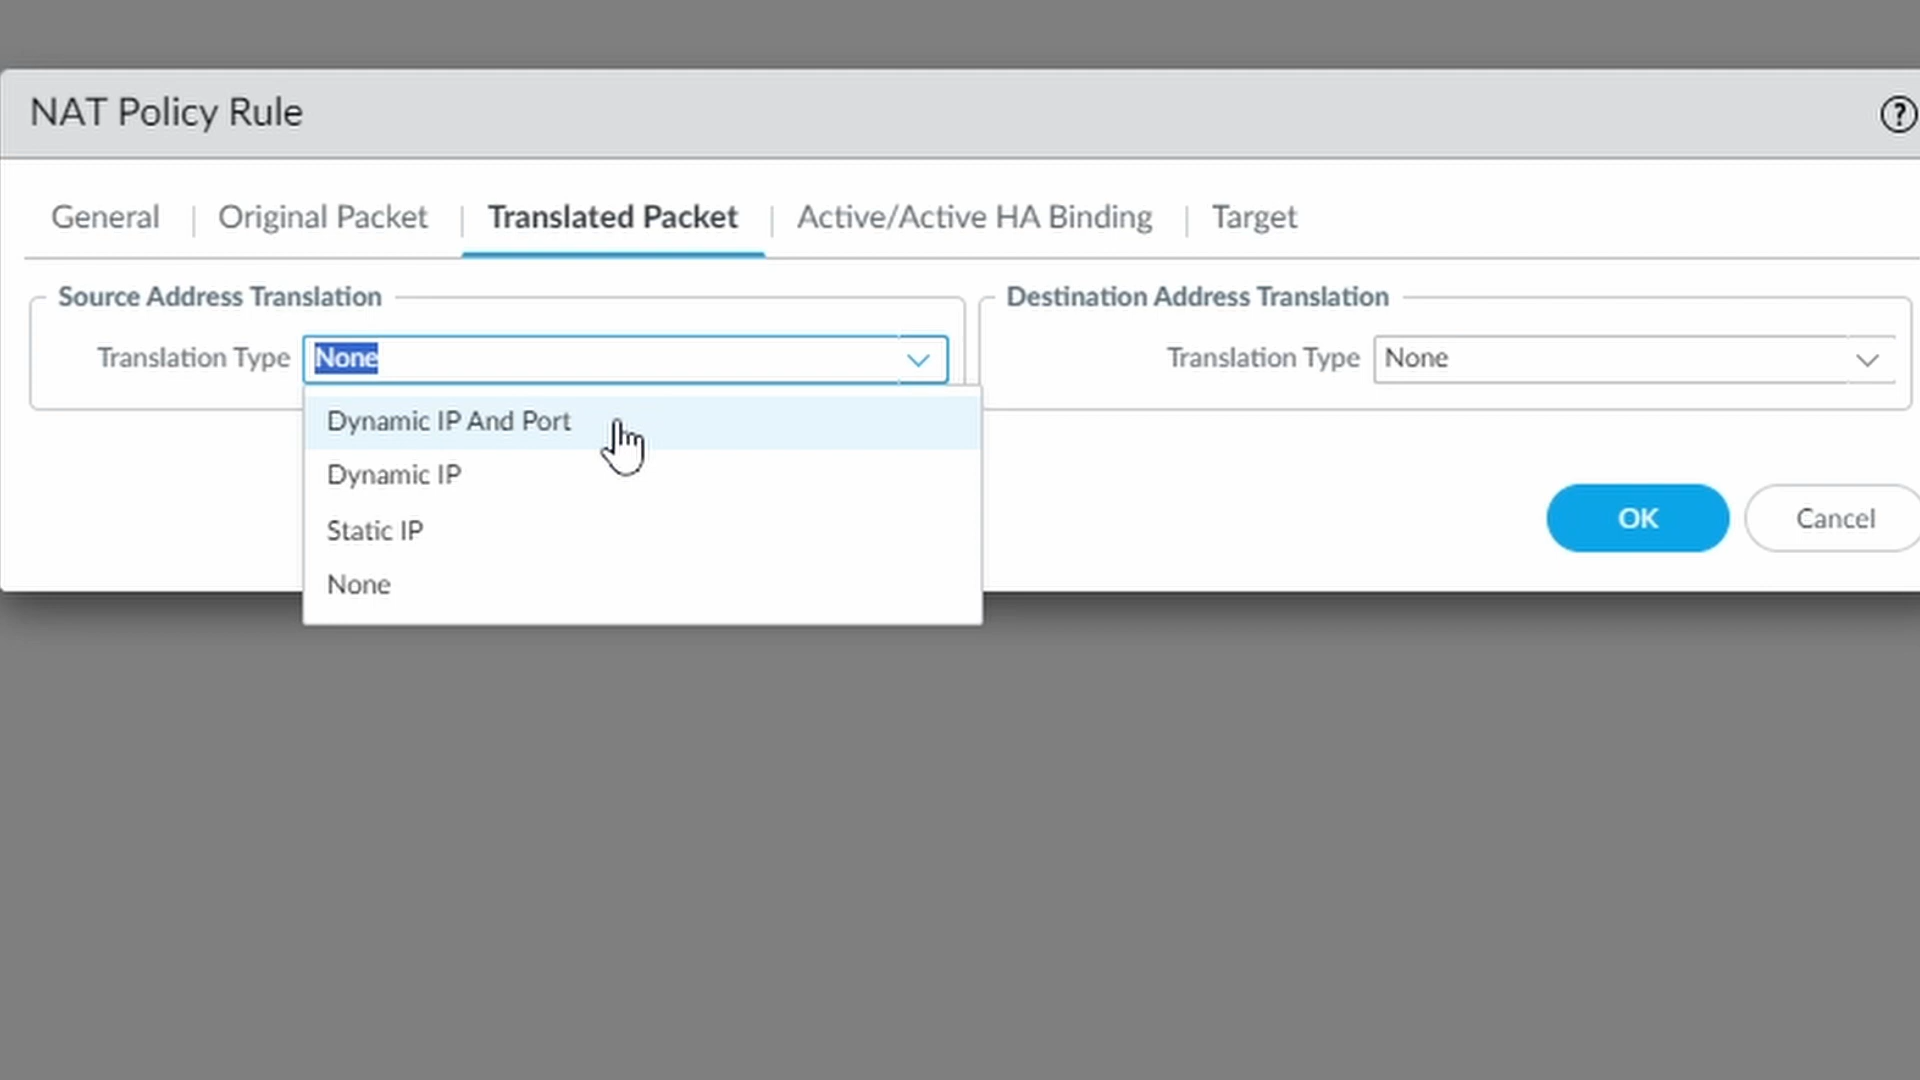 NAT Policy Rule
?
General
Original Packet
Translated Packet
Active/Active HA Binding
Target
Source Address Translation
Translation Type None
Dynamic IP And Port
Dynamic IP
Static IP
None
Destination Address Translation
Translation Type None
OK
Cancel